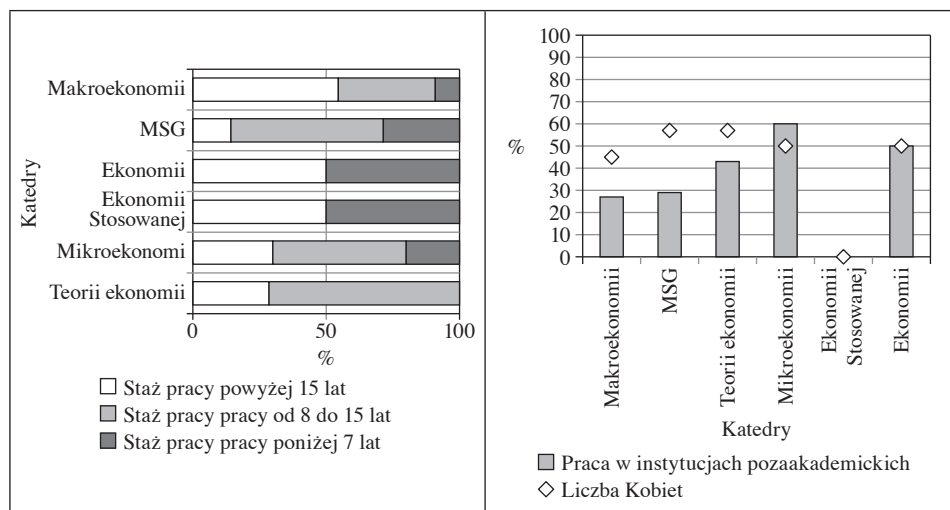 Katedry
Makroekonomii
MSG
Ekonomii
Ekonomii
Stosowanej
Mikroekonomi
Teorii ekonomii
0
50
100
%
Staż pracy powyżej 15 lat
Staż pracy pracy od 8 do 15 lat
Staż pracy pracy poniżej 7 lat
%
100
90
80
70
60
50
40
30
20
10
0
Makroekonomii
MSG
Teorii ekonomii
Mikroekonomii
Ekonomii
Stosowanej
Ekonomii
Katedry
Praca w instytucjach pozaakademickich
Liczba Kobiet